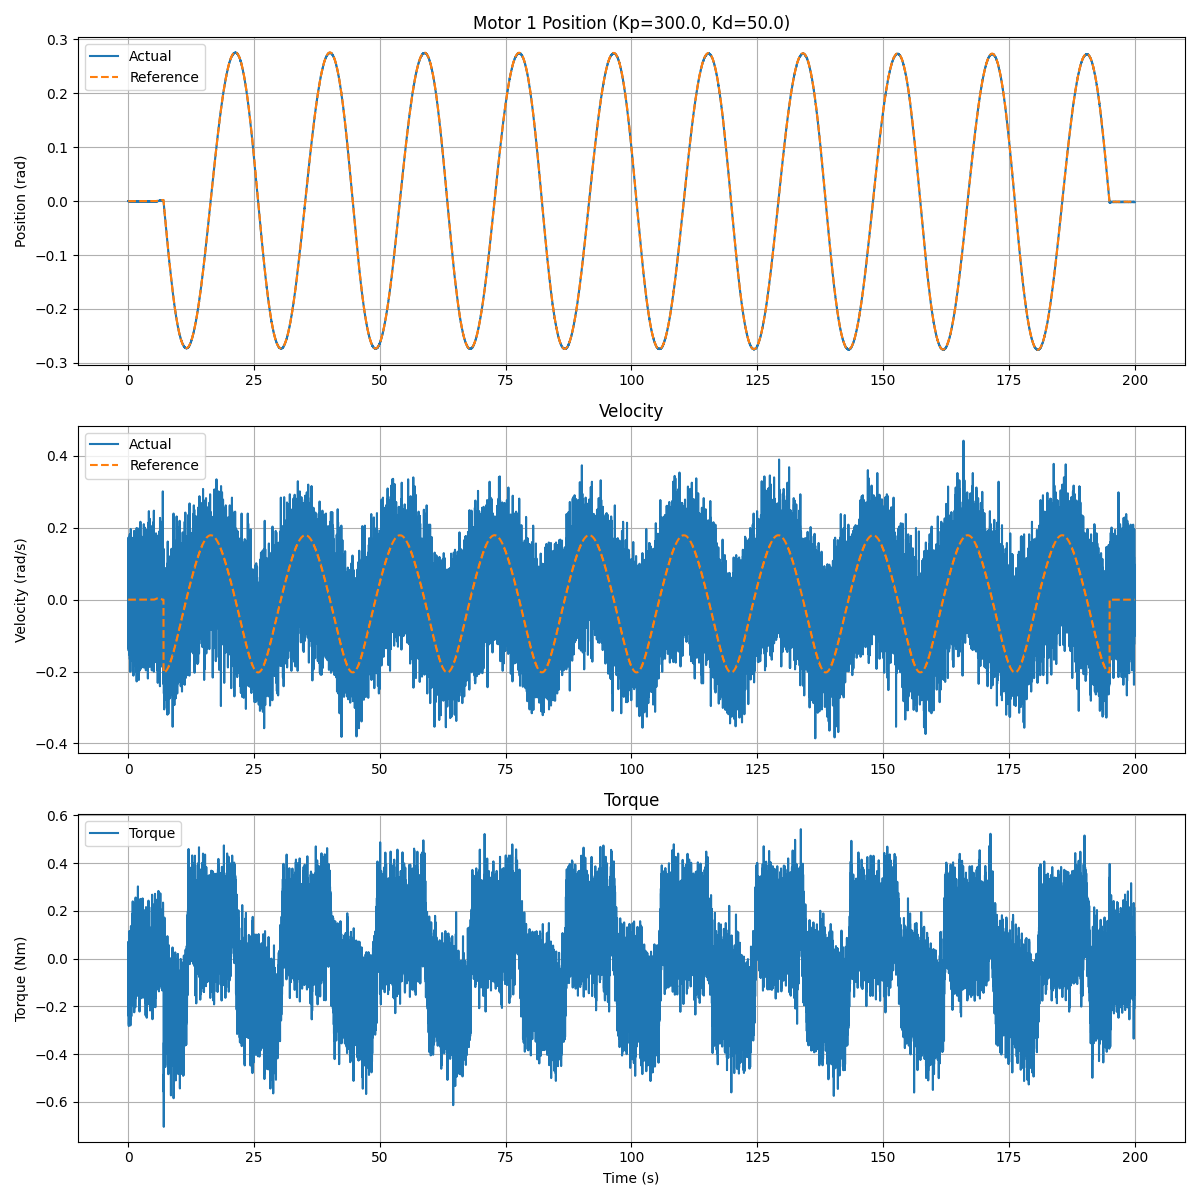 Motor 1 Position (Kp=300.0, Kd=50.0)
0.3
0.2
0.1
0.0
−0.1
−0.2
−0.3
Position (rad)
Actual
Reference
0 25 50 75 100 125 150 175 200
Velocity
0.4
0.2
0.0
−0.2
−0.4
Velocity (rad/s)
Actual
Reference
0 25 50 75 100 125 150 175 200
Torque
0.6
0.4
0.2
0.0
−0.2
−0.4
−0.6
Torque (Nm)
Torque
0 25 50 75 100 125 150 175 200
Time (s)